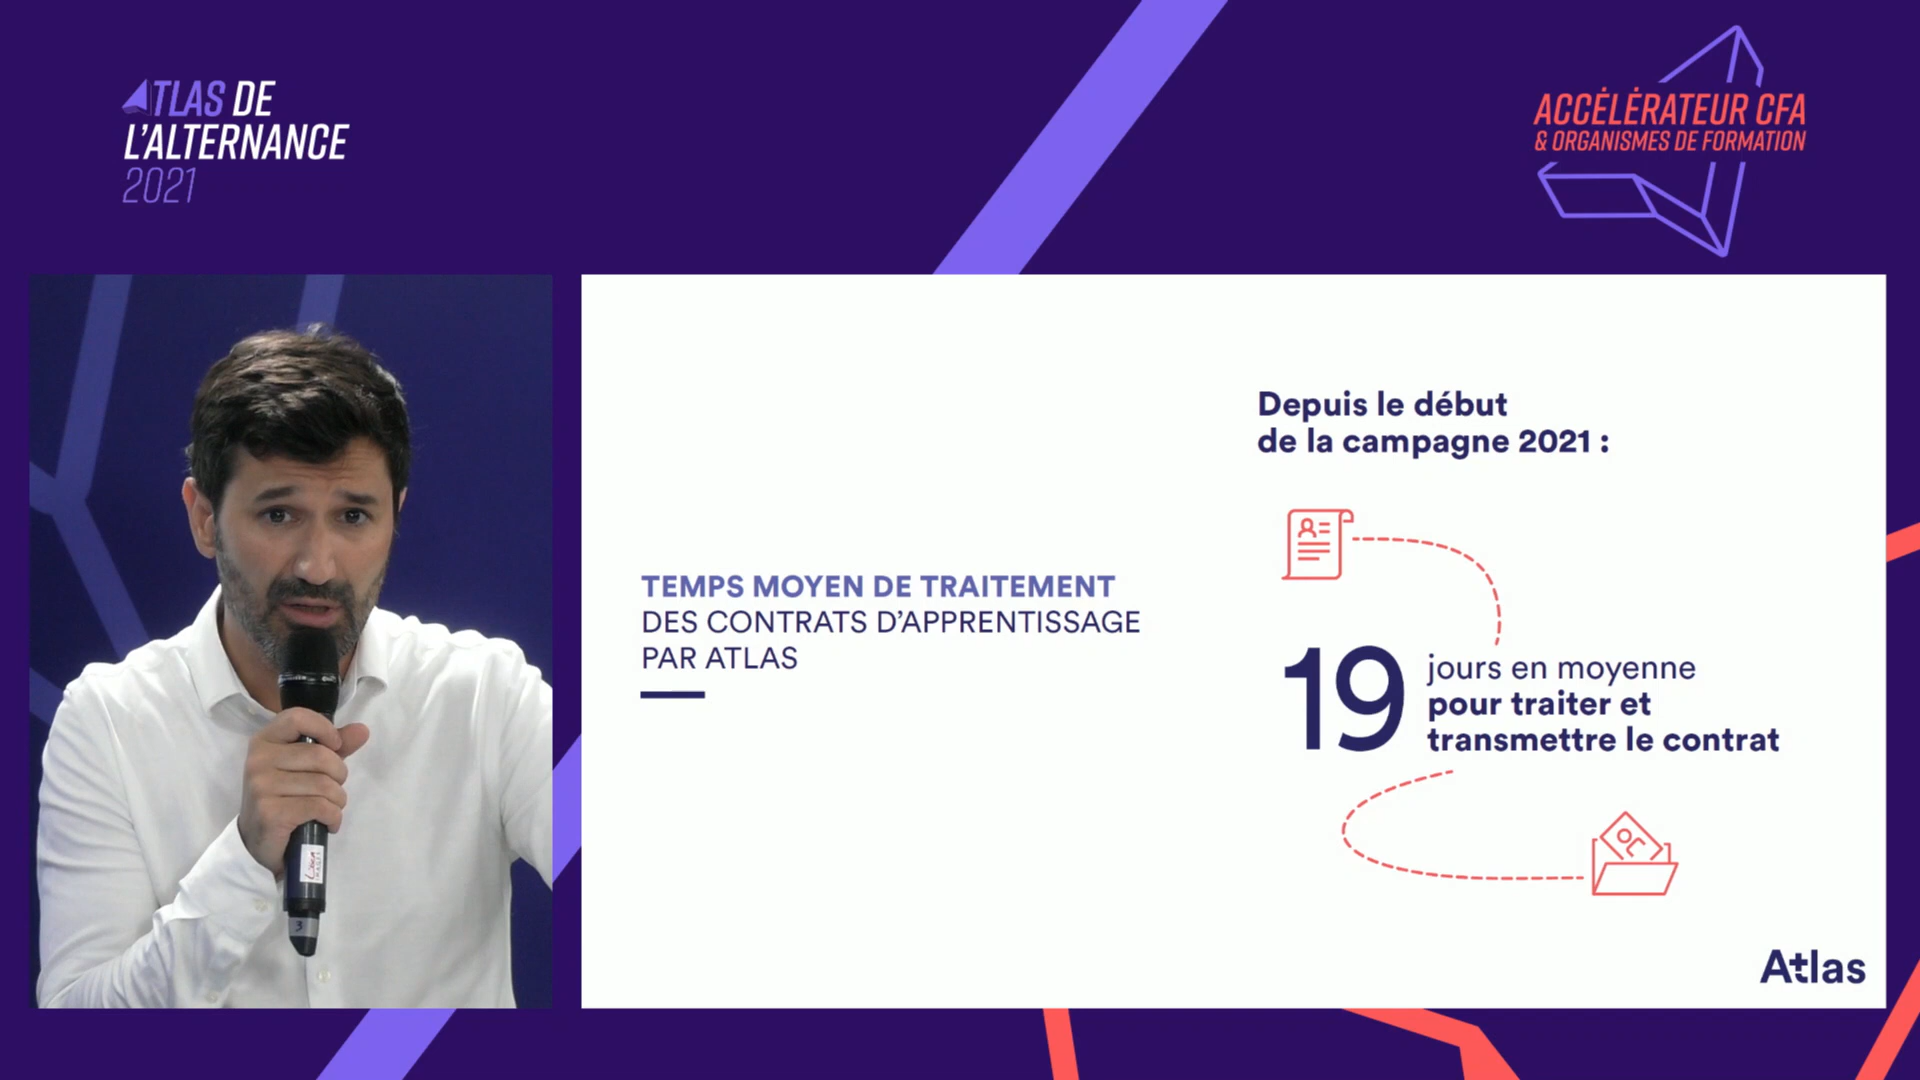 ATLAS DE
L'ALTERNANCE
2021
ACCÉLÉRATEUR CFA
& ORGANISMES DE FORMATION
TEMPS MOYEN DE TRAITEMENT
DES CONTRATS D'APPRENTISSAGE
PAR ATLAS
Depuis le début
de la campagne 2021 :
19
jours en moyenne
pour traiter et
transmettre le contrat
Atlas
3